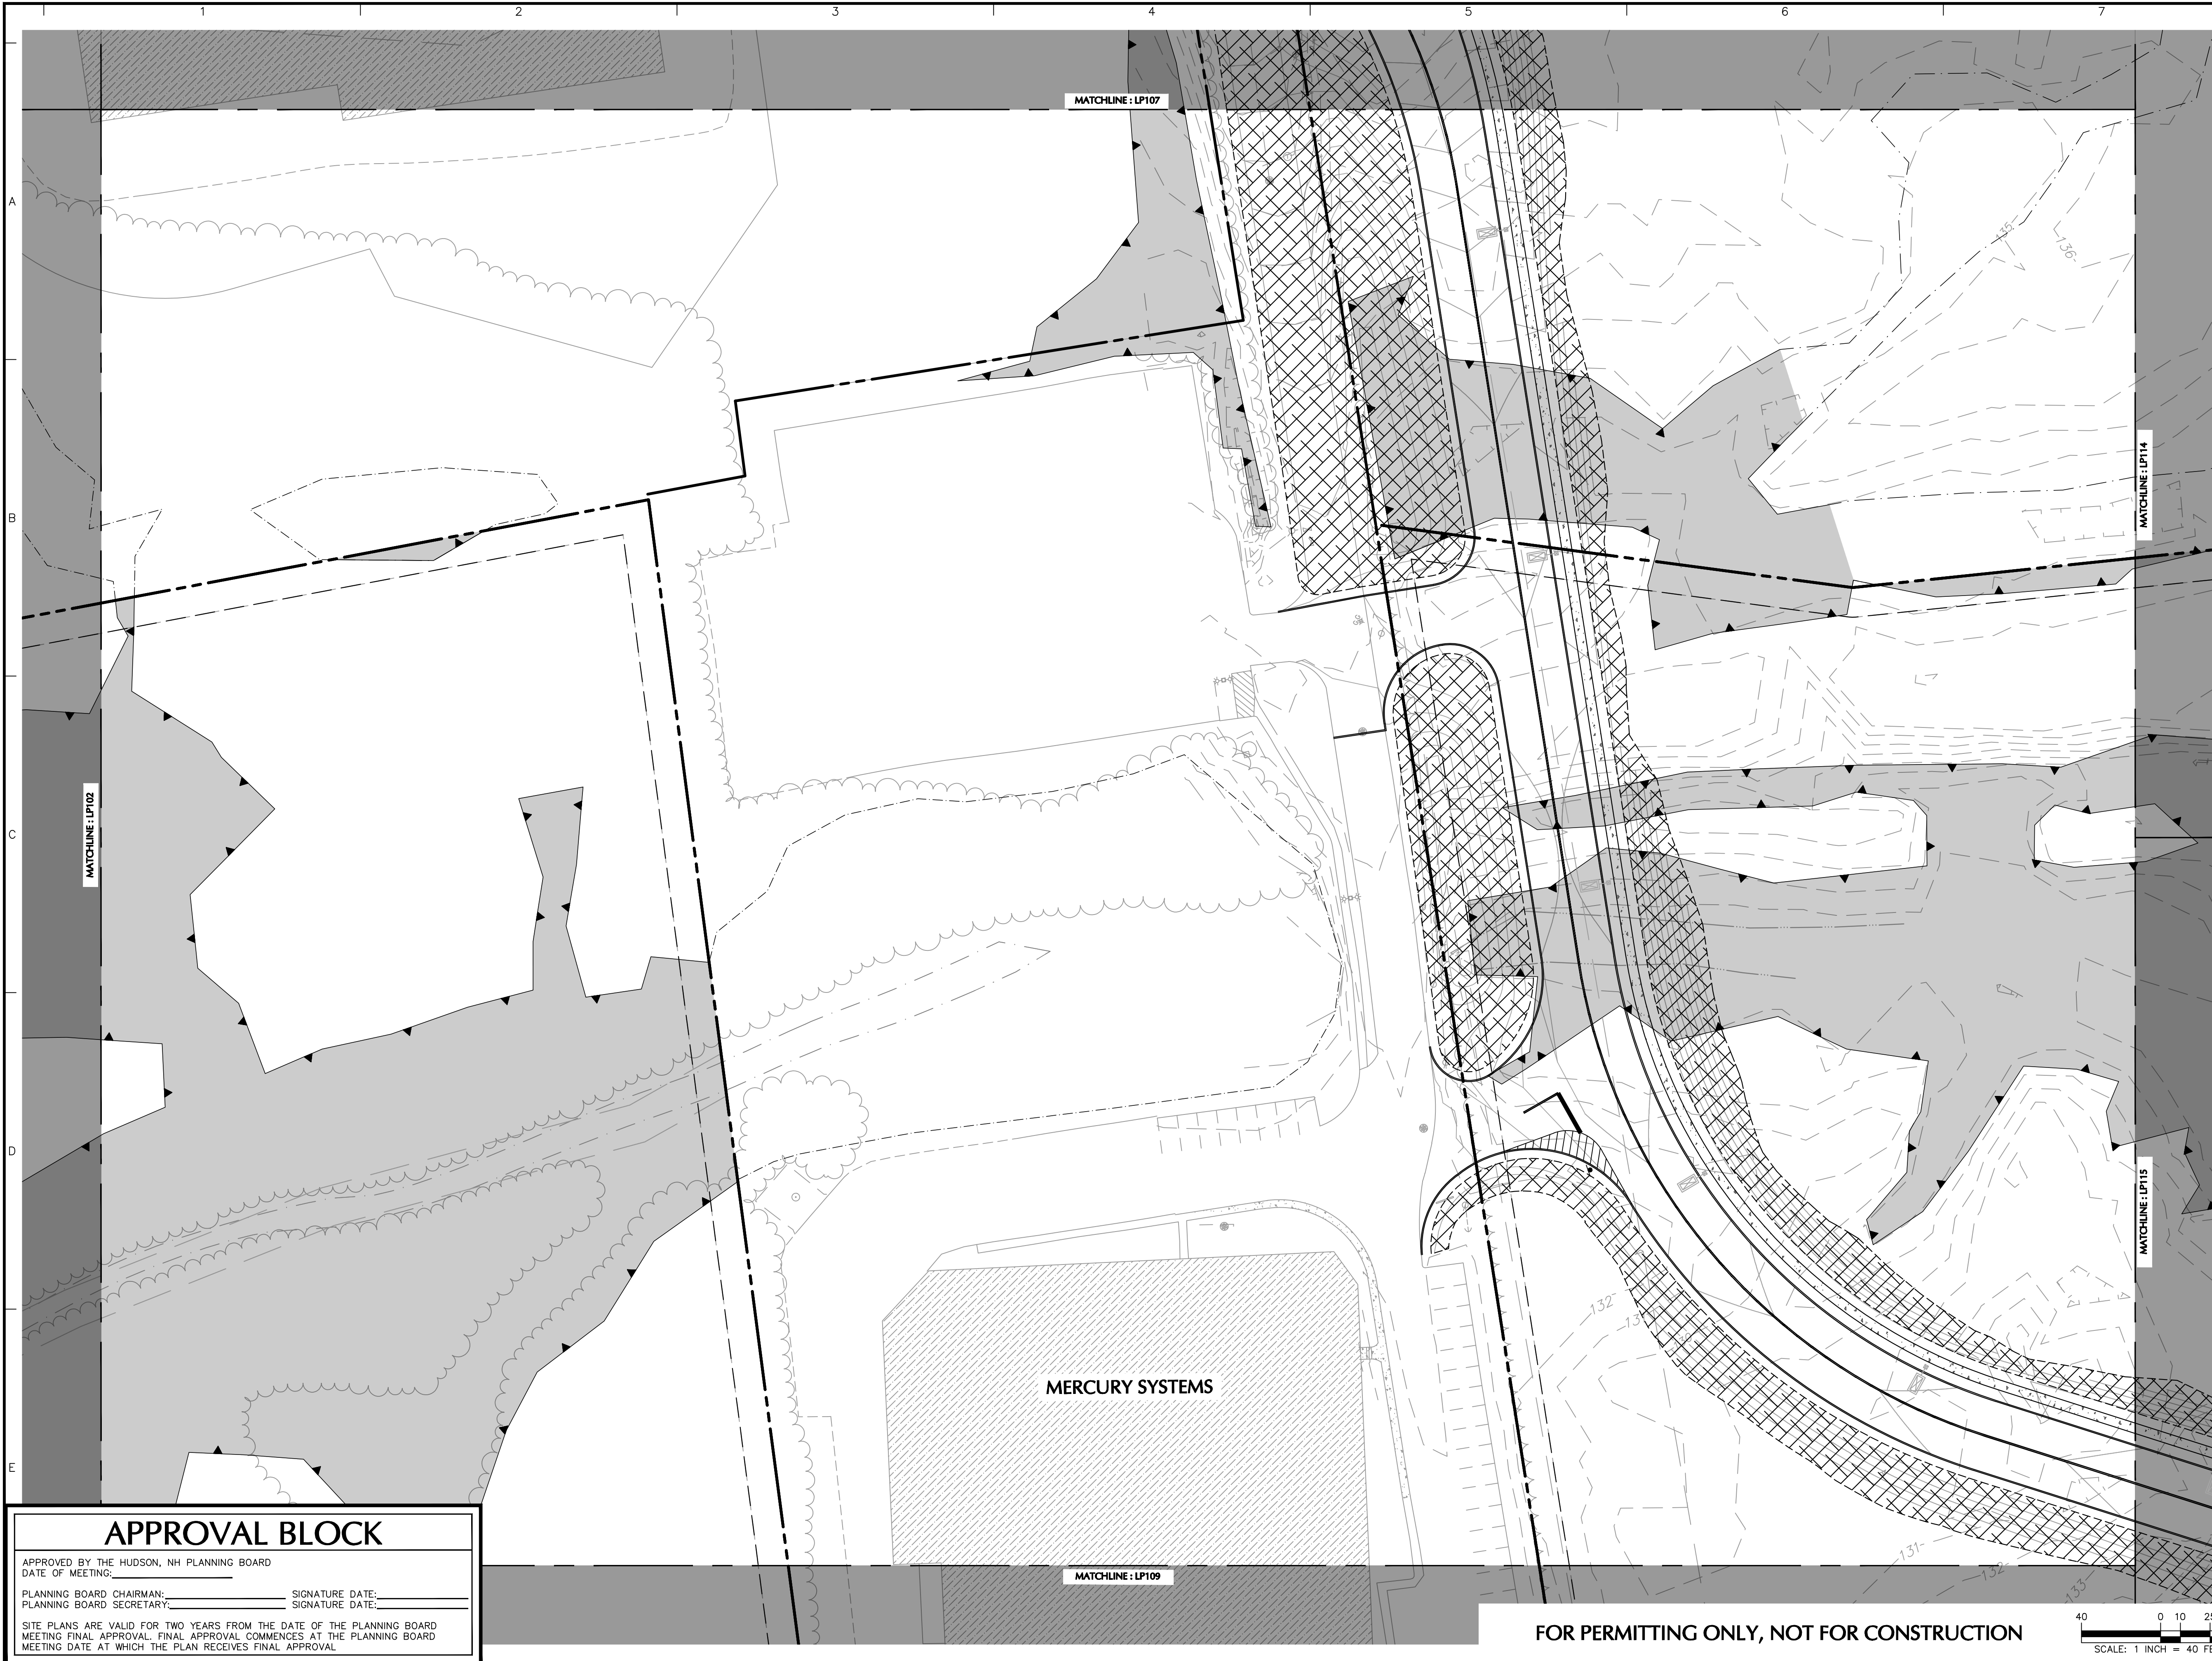 1 2 3 4 5 6 7
MATCHLINE : LP107
A
135
136
B
MATCHLINE : LP114
MATCHLINE : LP102
C
D
MATCHLINE : LP115
132
MERCURY SYSTEMS
E
131
132
133
MATCHLINE : LP109
APPROVAL BLOCK
APPROVED BY THE HUDSON, NH PLANNING BOARD
DATE OF MEETING:
PLANNING BOARD CHAIRMAN: SIGNATURE DATE:
PLANNING BOARD SECRETARY: SIGNATURE DATE:
SITE PLANS ARE VALID FOR TWO YEARS FROM THE DATE OF THE PLANNING BOARD
MEETING FINAL APPROVAL. FINAL APPROVAL COMMENCES AT THE PLANNING BOARD
MEETING DATE AT WHICH THE PLAN RECEIVES FINAL APPROVAL
FOR PERMITTING ONLY, NOT FOR CONSTRUCTION
40 0 10
SCALE: 1 INCH = 40